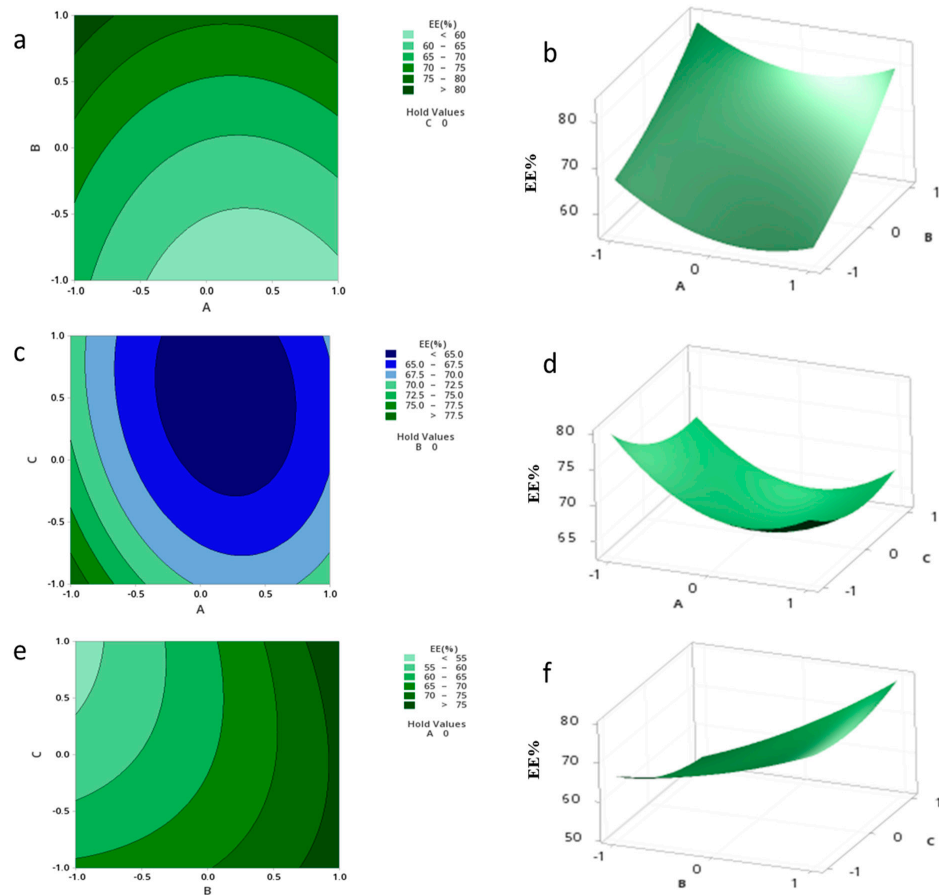 a
1.0
0.5
0.0
-0.5
-1.0
B
-1.0 -0.5 0.0 0.5 1.0
A
EE(%)
< 60
60 – 65
65 – 70
70 – 75
75 – 80
> 80
Hold Values
C 0
b
80
70
60
EE%
-1 0 1
A
-1 0 1
B
c
1.0
0.5
0.0
-0.5
-1.0
C
-1.0 -0.5 0.0 0.5 1.0
A
EE(%)
< 65.0
65.0 – 67.5
67.5 – 70.0
70.0 – 72.5
72.5 – 75.0
75.0 – 77.5
> 77.5
Hold Values
B 0
d
80
75
70
65
EE%
-1 0 1
A
-1 0 1
C
e
1.0
0.5
0.0
-0.5
-1.0
C
-1.0 -0.5 0.0 0.5 1.0
B
EE(%)
< 55
55 – 60
60 – 65
65 – 70
70 – 75
> 75
Hold Values
A 0
f
80
70
60
50
EE%
-1 0 1
B
-1 0 1
C